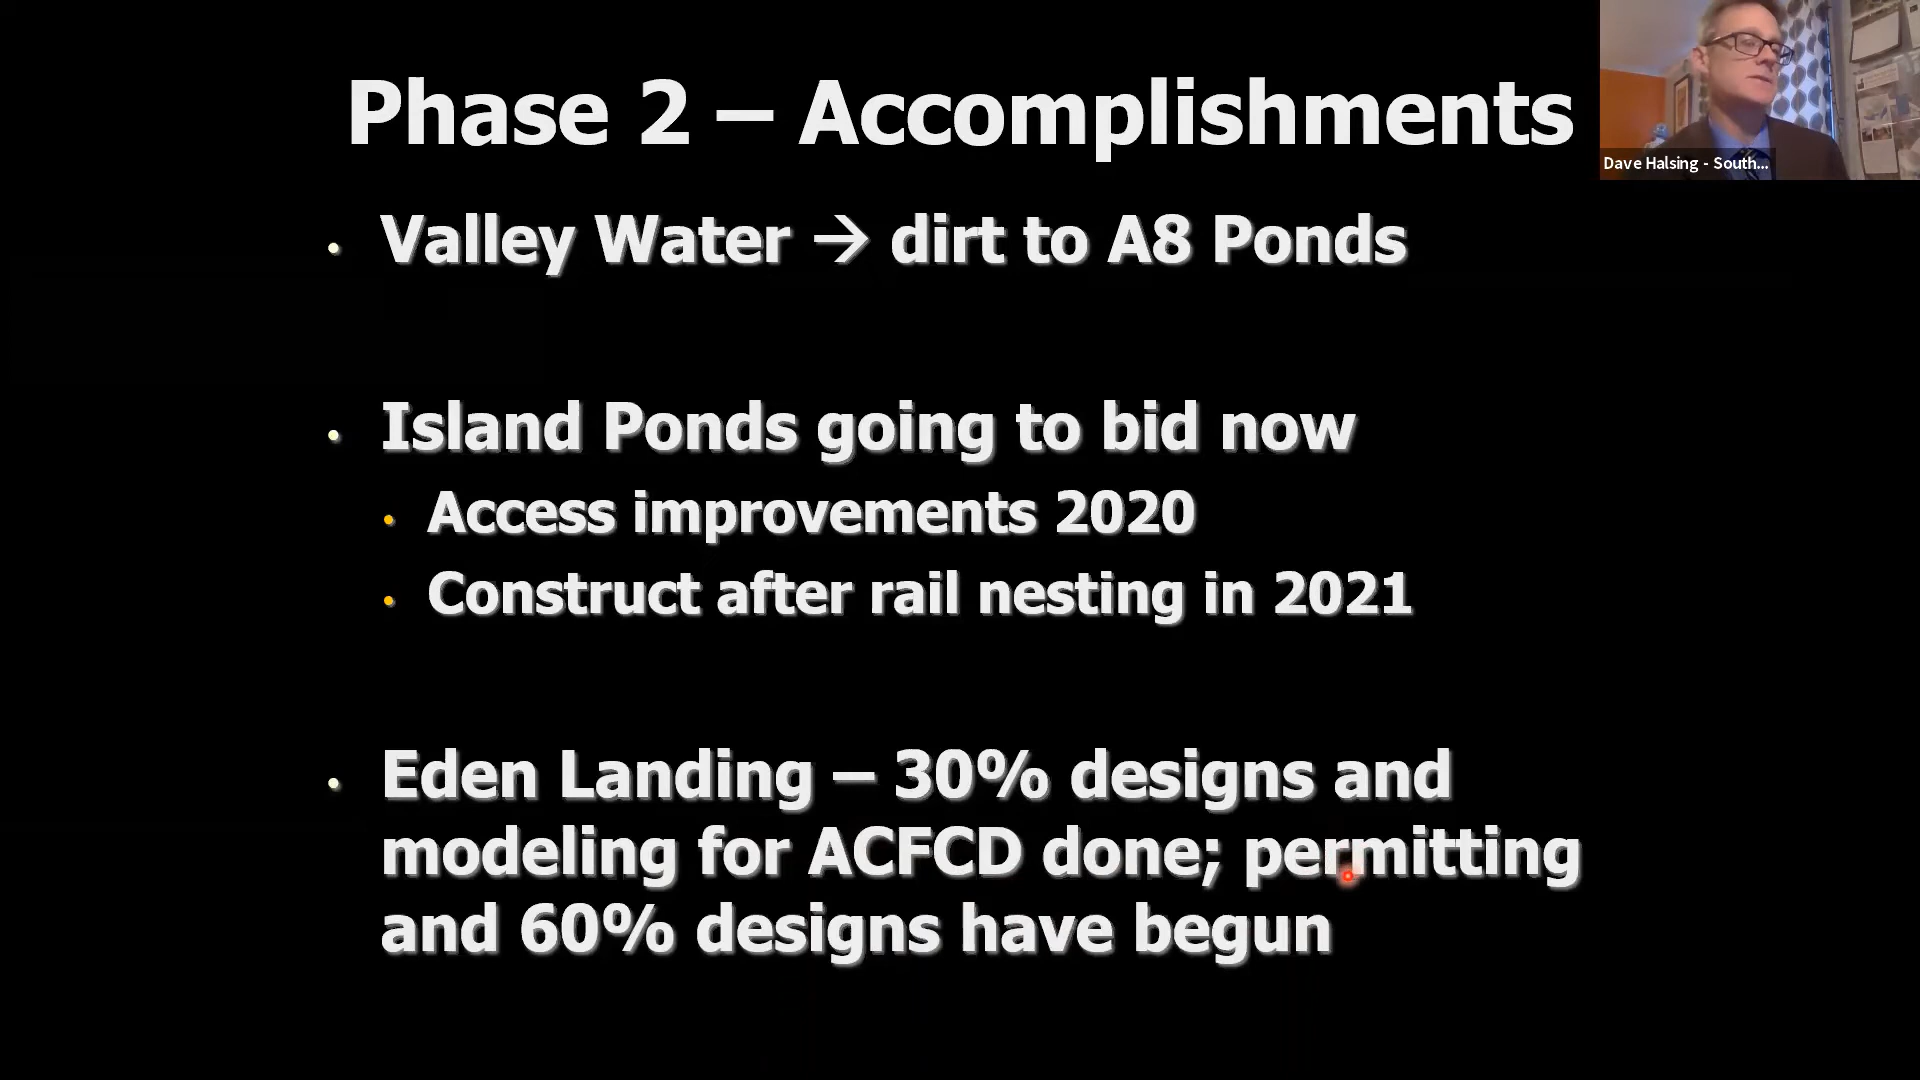 Phase 2 – Accomplishments
Dave Halsing - South...
• Valley Water → dirt to A8 Ponds
• Island Ponds going to bid now
• Access improvements 2020
• Construct after rail nesting in 2021
• Eden Landing – 30% designs and
modeling for ACFCD done; permitting
and 60% designs have begun